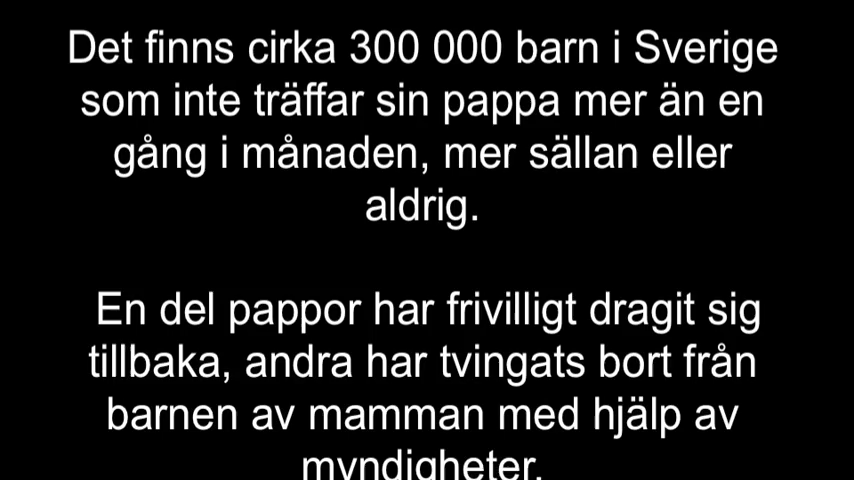 Det finns cirka 300 000 barn i Sverige
som inte träffar sin pappa mer än en
gång i månaden, mer sällan eller
aldrig.
En del pappor har frivilligt dragit sig
tillbaka, andra har tvingats bort från
barnen av mamman med hjälp av
myndigheter.